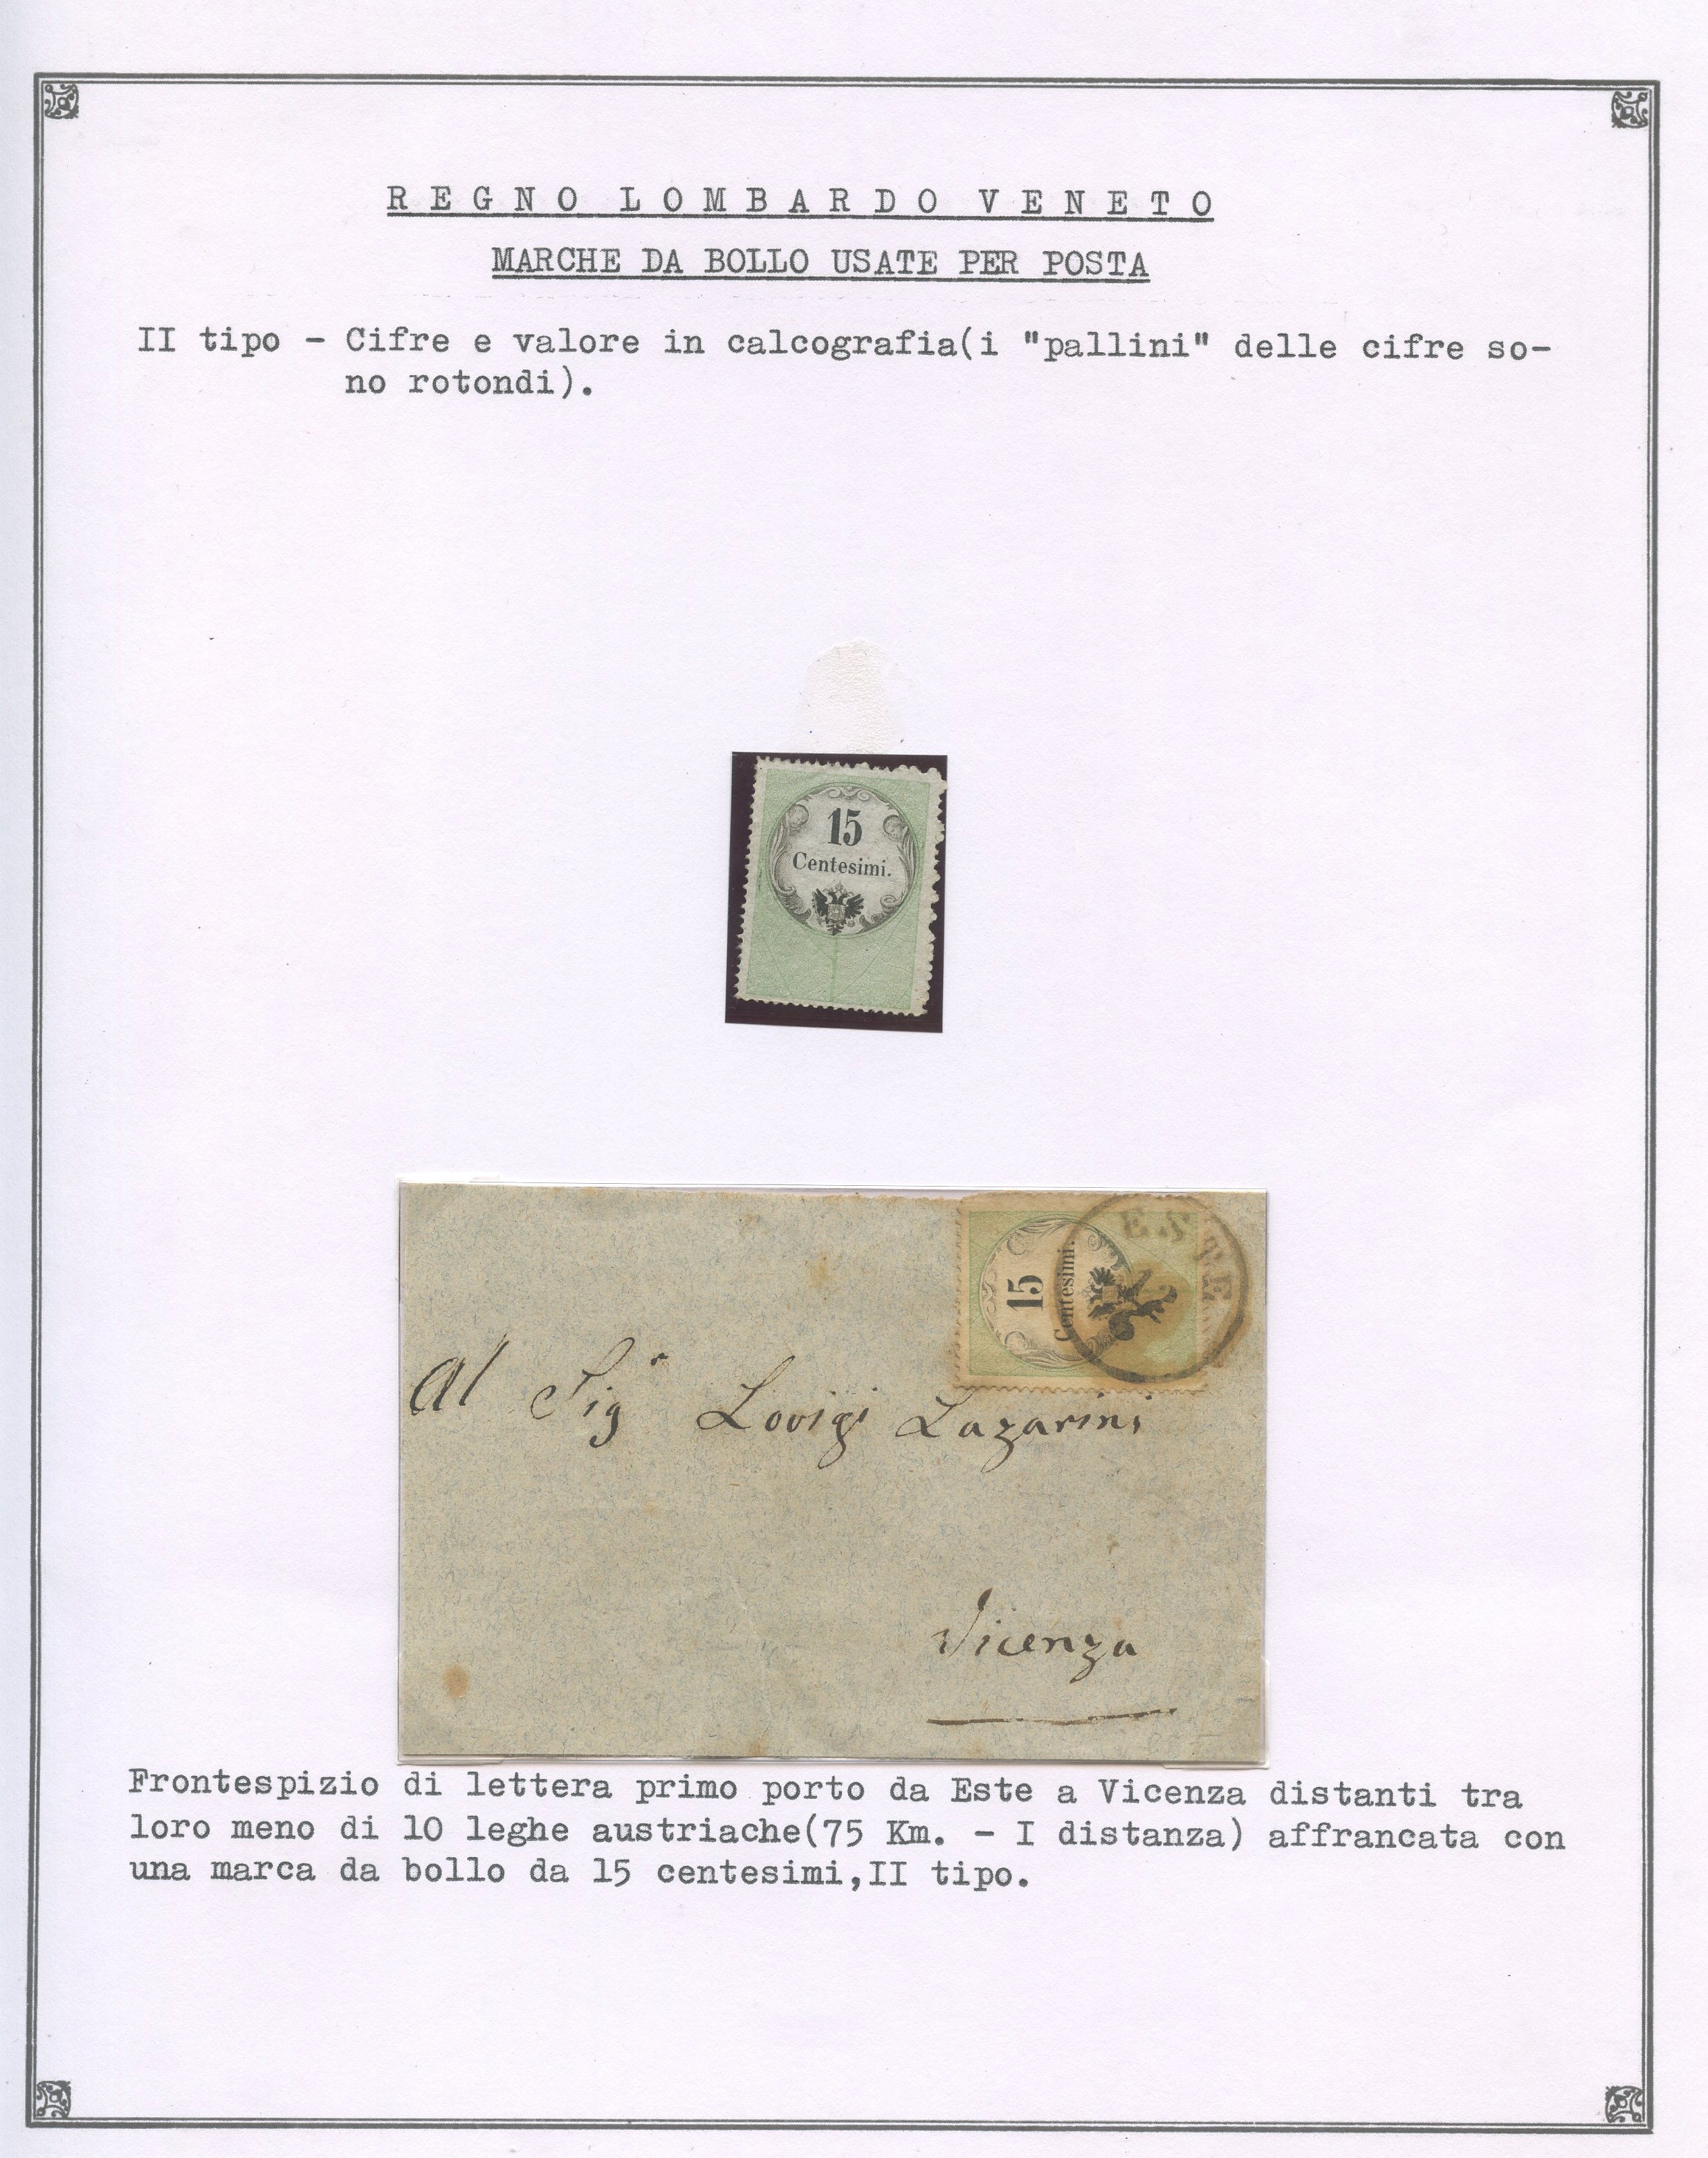 REGNO LOMBARDO VENETO
MARCHE DA BOLLO USATE PER POSTA
II tipo - Cifre e valore in calcografia(i "pallini" delle cifre so-
no rotondi).
15
Centesimi.
15
Centesimi.
ESTE
Al Sigr Lovigi Lazarini
Vicenza
Frontespizio di lettera primo porto da Este a Vicenza distanti tra
loro meno di 10 leghe austriache(75 Km. - I distanza) affrancata con
una marca da bollo da 15 centesimi,II tipo.